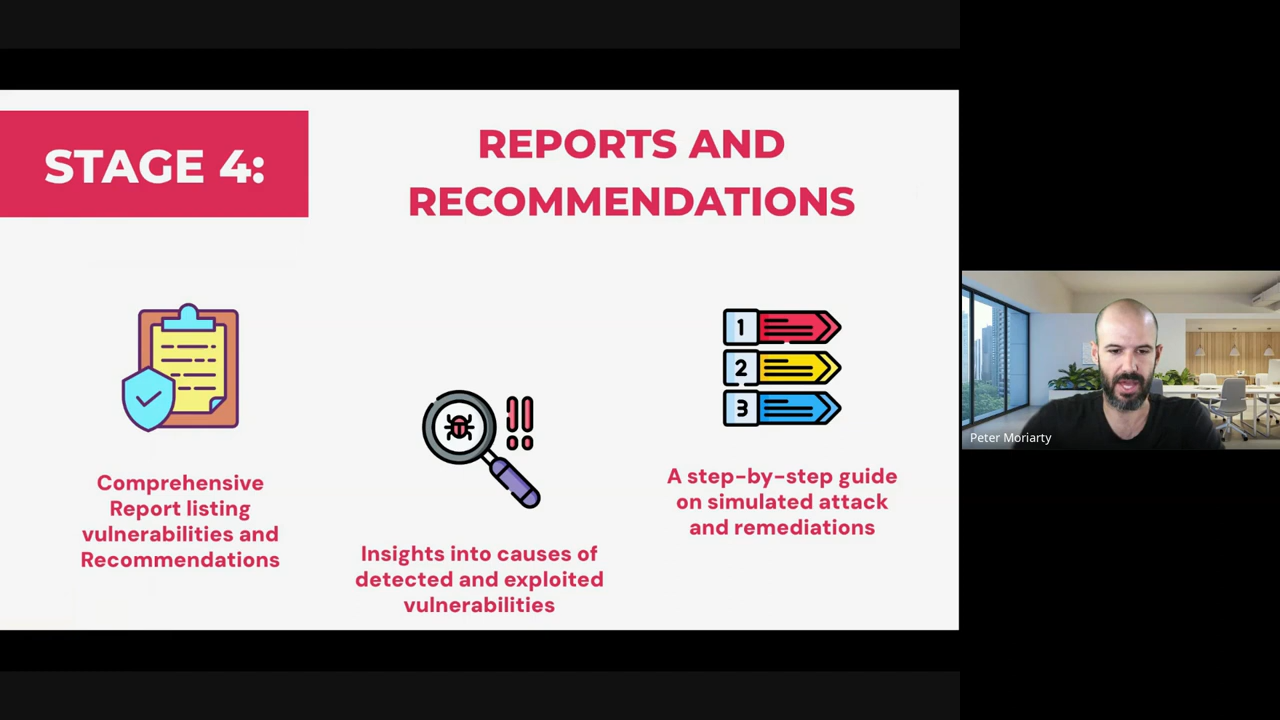 STAGE 4:
REPORTS AND
RECOMMENDATIONS
Comprehensive
Report listing
vulnerabilities and
Recommendations
Insights into causes of
detected and exploited
vulnerabilities
1
2
3
A step-by-step guide
on simulated attack
and remediations
Peter Moriarty